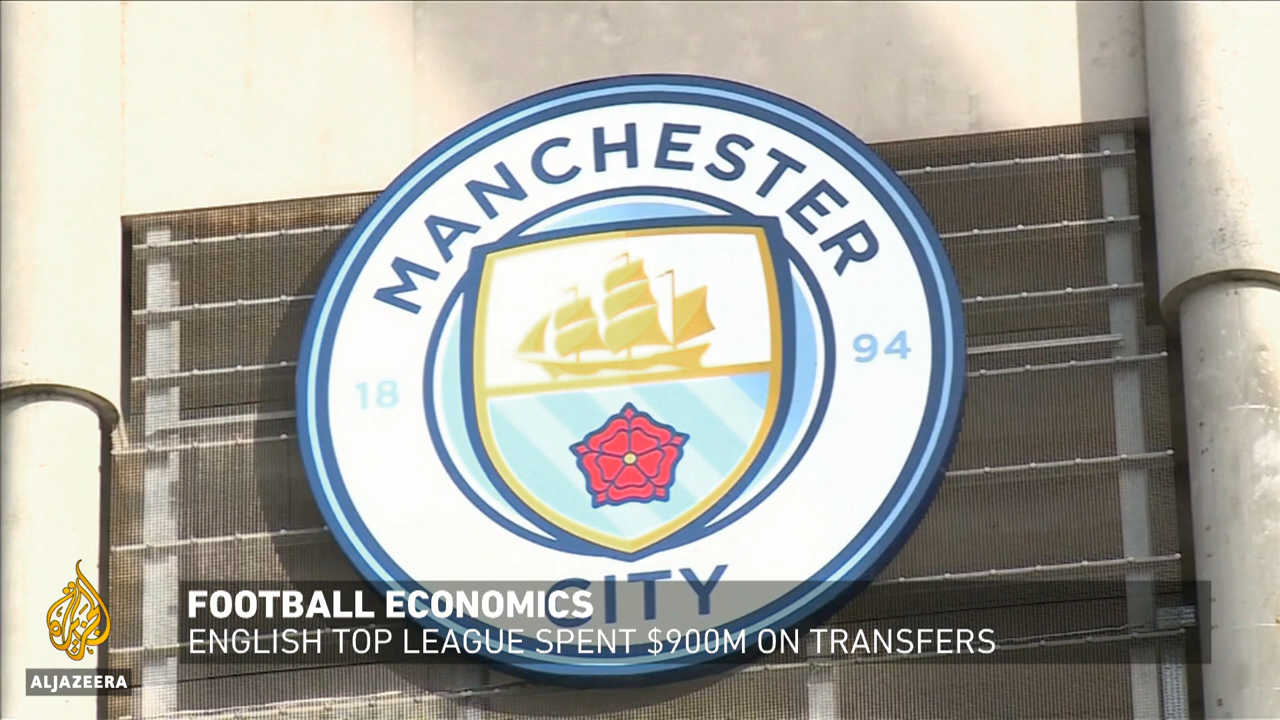 MANCHESTER
18 94
CITY
FOOTBALL ECONOMICS
ENGLISH TOP LEAGUE SPENT $900M ON TRANSFERS
ALJAZEERA